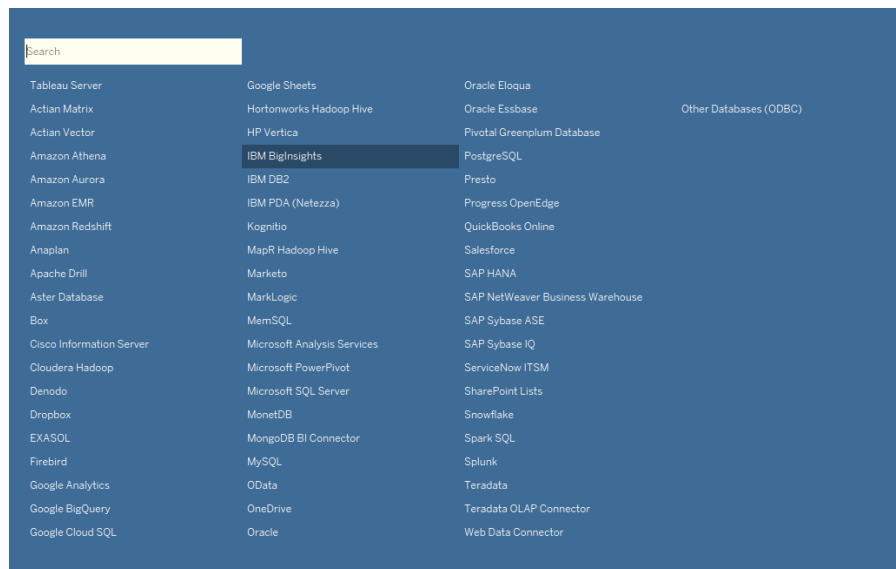 Search
Tableau Server
Actian Matrix
Actian Vector
Amazon Athena
Amazon Aurora
Amazon EMR
Amazon Redshift
Anaplan
Apache Drill
Aster Database
Box
Cisco Information Server
Cloudera Hadoop
Denodo
Dropbox
EXASOL
Firebird
Google Analytics
Google BigQuery
Google Cloud SQL
Google Sheets
Hortonworks Hadoop Hive
HP Vertica
IBM BigInsights
IBM DB2
IBM PDA (Netezza)
Kognitio
MapR Hadoop Hive
Marketo
MarkLogic
MemSQL
Microsoft Analysis Services
Microsoft PowerPivot
Microsoft SQL Server
MonetDB
MongoDB BI Connector
MySQL
OData
OneDrive
Oracle
Oracle Eloqua
Oracle Essbase
Pivotal Greenplum Database
PostgreSQL
Presto
Progress OpenEdge
QuickBooks Online
Salesforce
SAP HANA
SAP NetWeaver Business Warehouse
SAP Sybase ASE
SAP Sybase IQ
ServiceNow ITSM
SharePoint Lists
Snowflake
Spark SQL
Splunk
Teradata
Teradata OLAP Connector
Web Data Connector
Other Databases (ODBC)